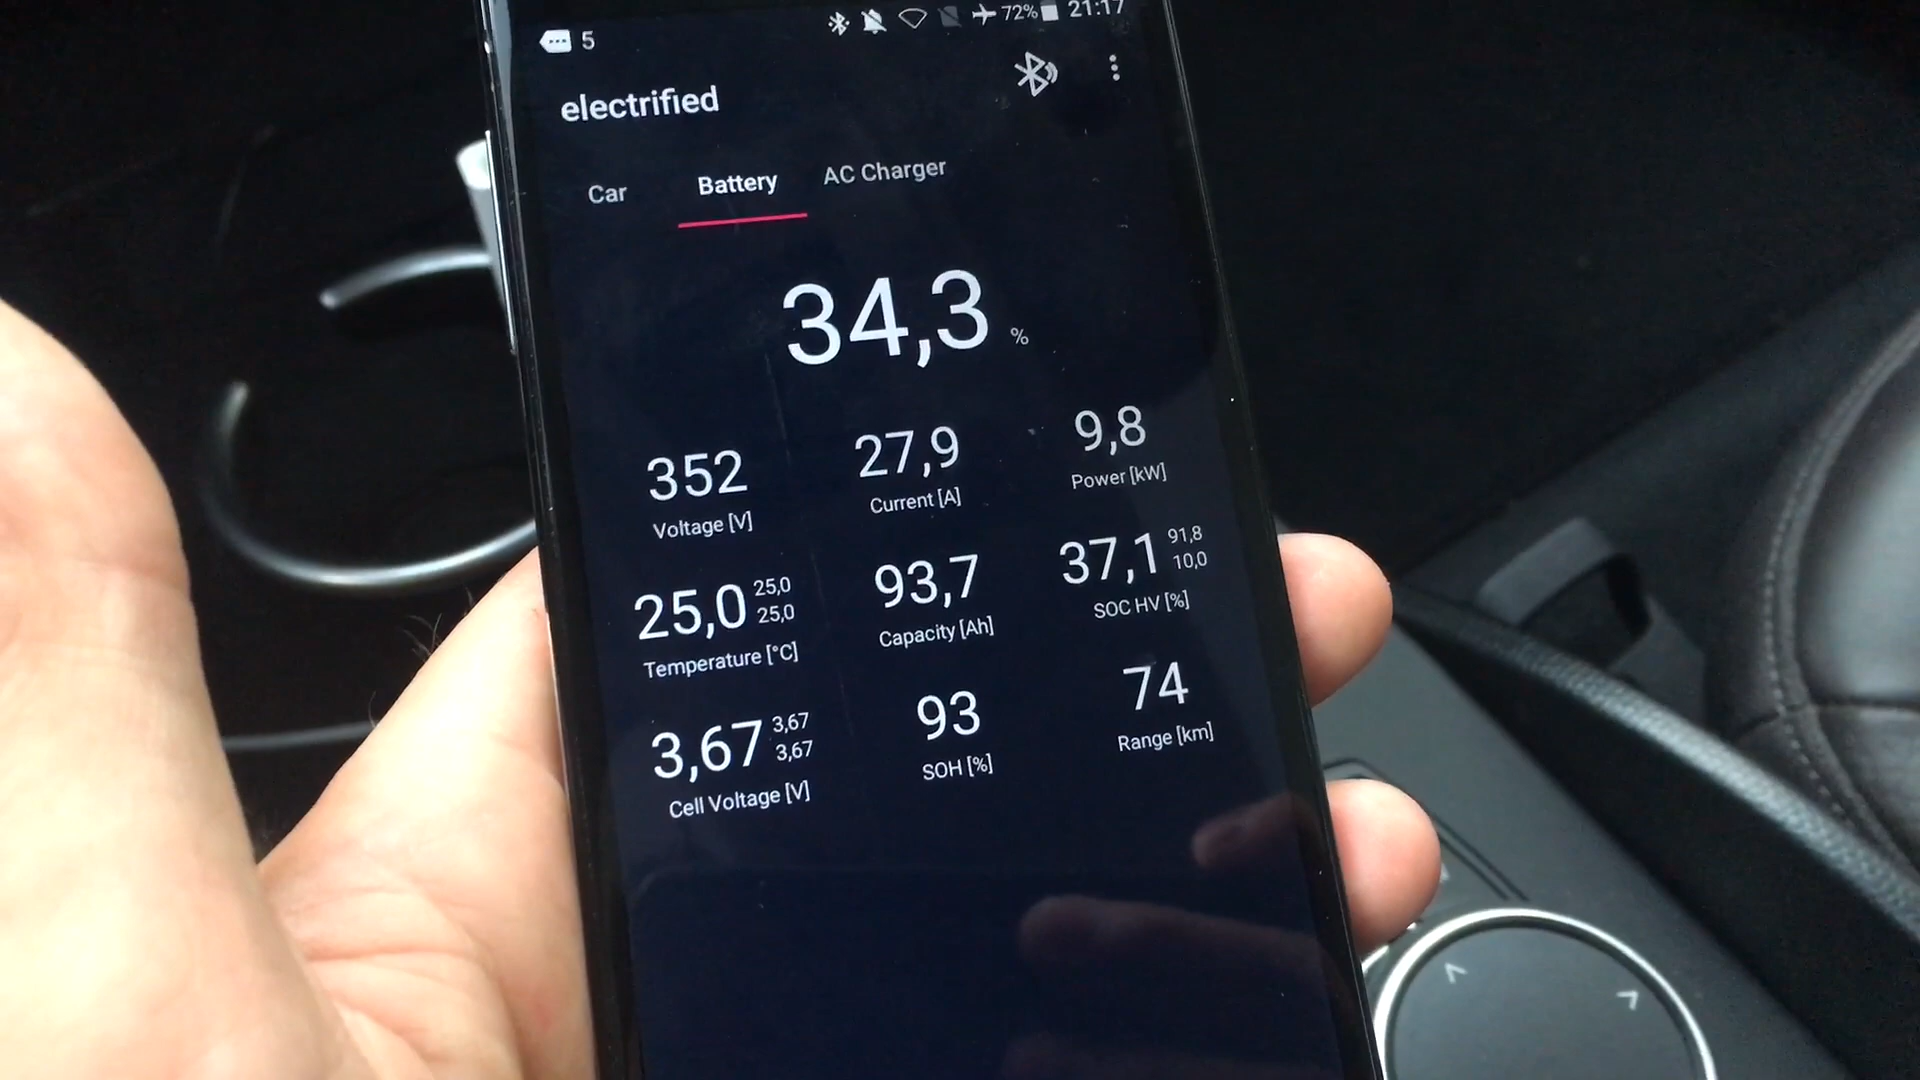 5 72% 21:17
electrified
Car Battery AC Charger
34,3 %
352 27,9 9,8
Voltage [V] Current [A] Power [kW]
25,0 25,0 25,0 93,7 37,1 91,8 10,0
Temperature [°C] Capacity [Ah] SOC HV [%]
3,67 3,67 3,67 93 74
Cell Voltage [V] SOH [%] Range [km]